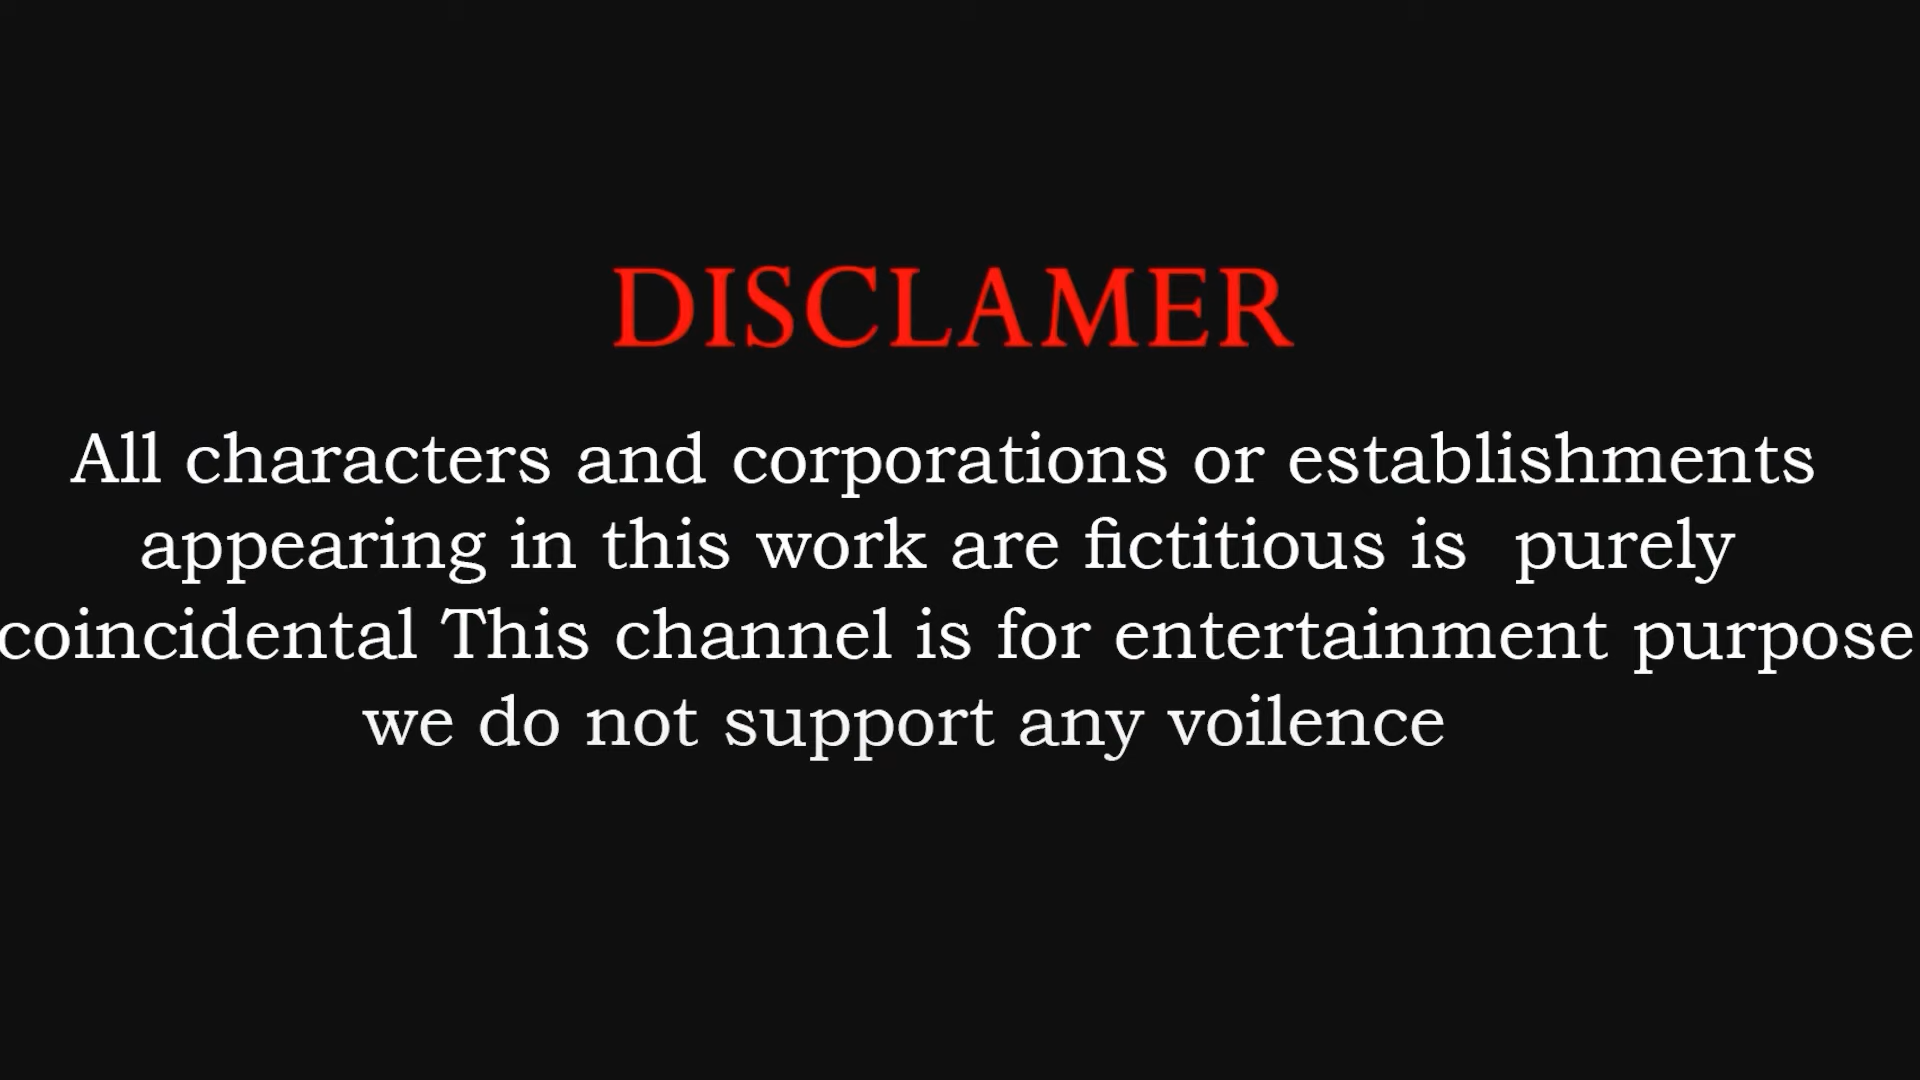 DISCLAMER
All characters and corporations or establishments
appearing in this work are fictitious is  purely
coincidental This channel is for entertainment purpose
we do not support any voilence